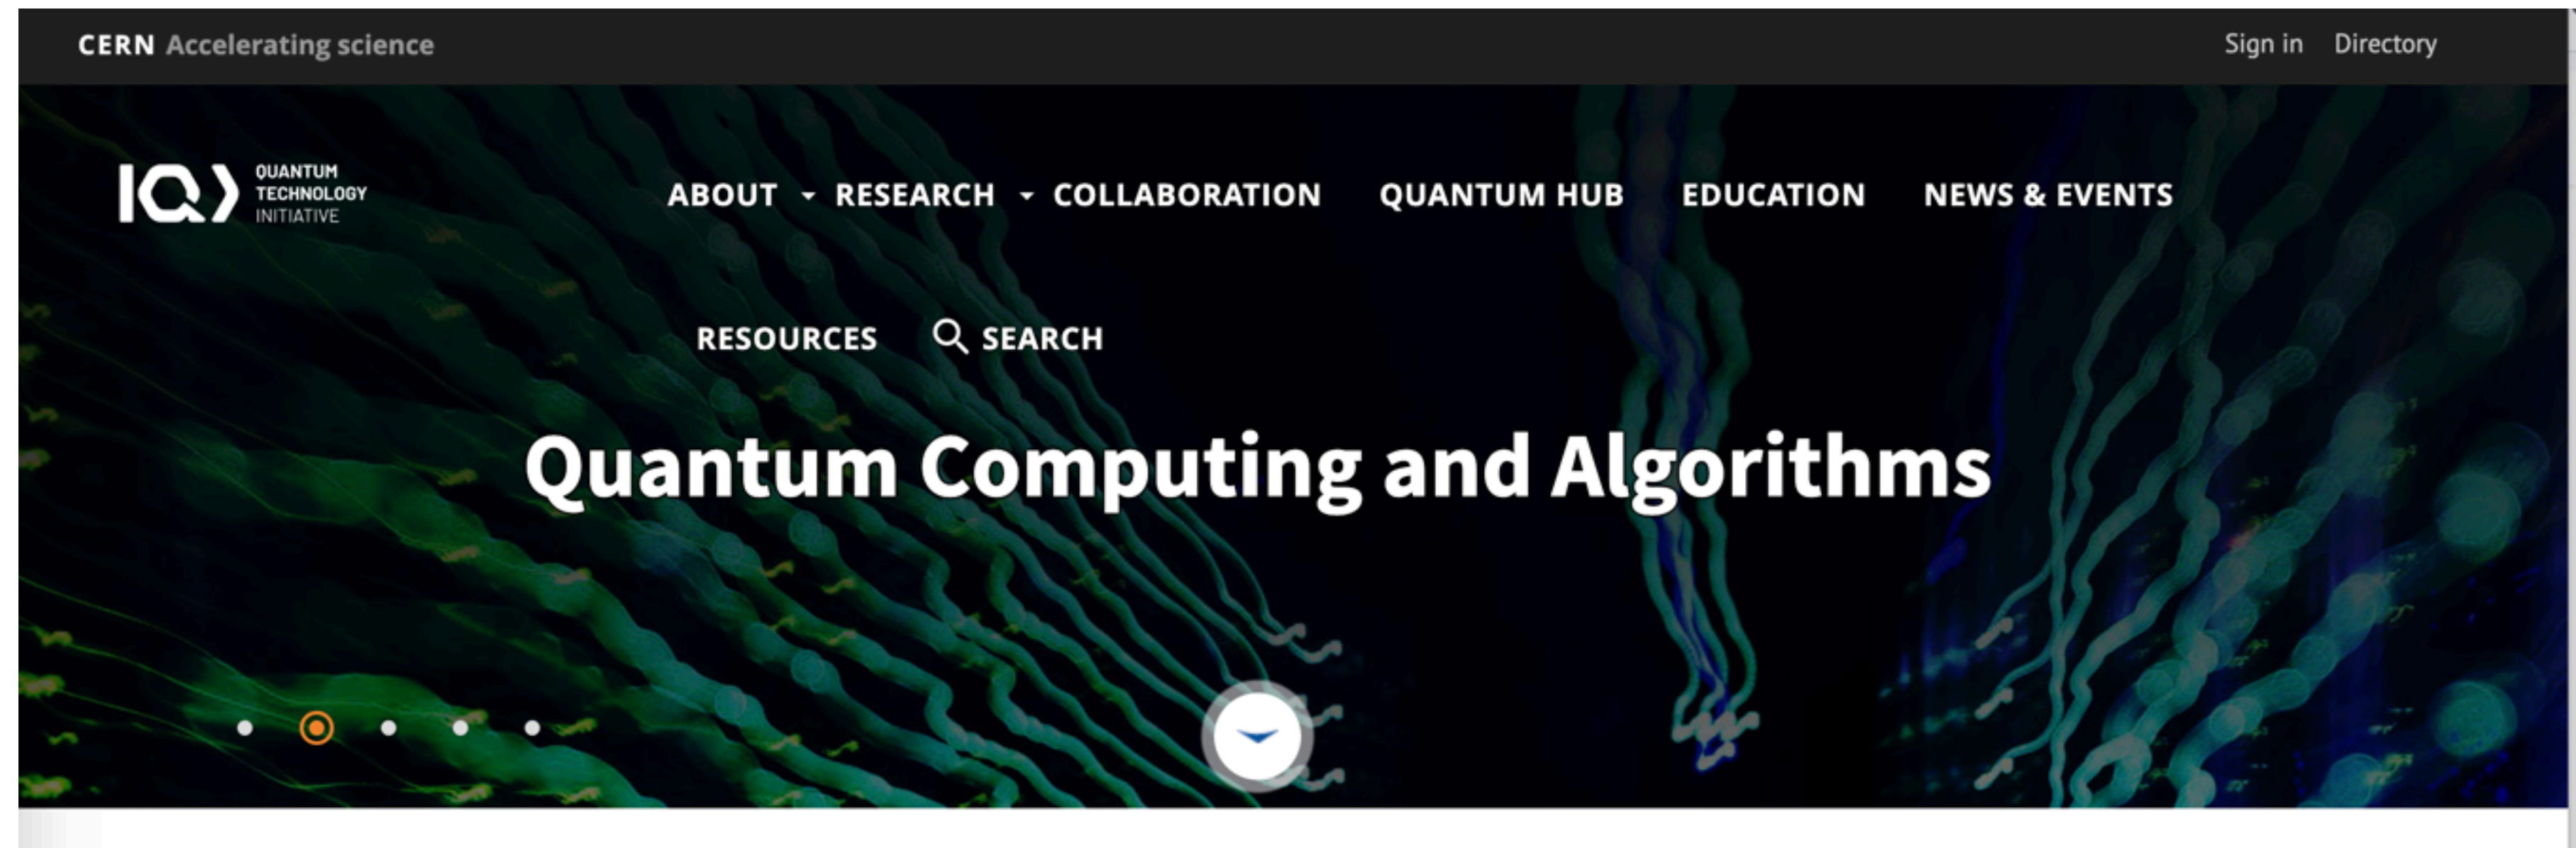 CERN Accelerating science
Sign in Directory
IQ⟩ QUANTUM
TECHNOLOGY
INITIATIVE
ABOUT RESEARCH COLLABORATION QUANTUM HUB EDUCATION NEWS & EVENTS
RESOURCES SEARCH
Quantum Computing and Algorithms